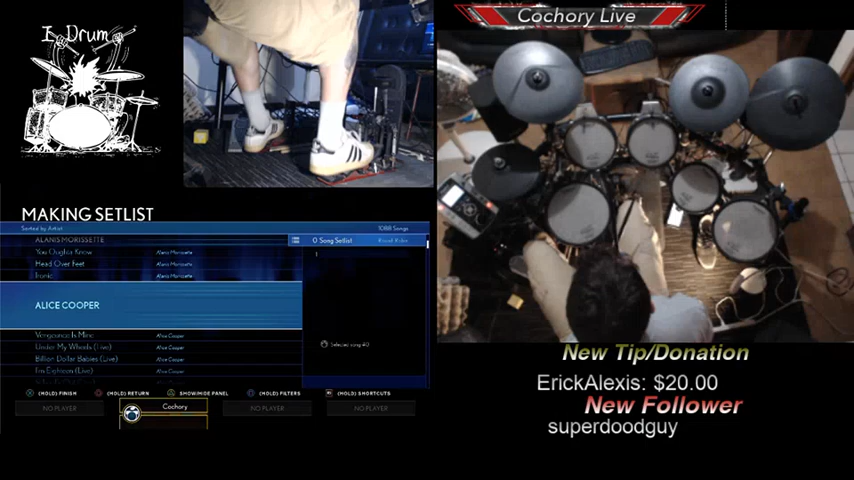 I Drum
Cochory Live
MAKING SETLIST
Sorted by Artist 1088 Songs
ALANIS MORISSETTE
You Oughta Know Alanis Morissette
Head Over Feet Alanis Morissette
Ironic Alanis Morissette
0 Song Setlist
1
ALICE COOPER
Vengeance Is Mine Alice Cooper
Under My Wheels (Live) Alice Cooper
Billion Dollar Babies (Live) Alice Cooper
I'm Eighteen (Live) Alice Cooper
Selected song #0
(HOLD) FINISH (HOLD) RETURN SHOW/HIDE PANEL (HOLD) FILTERS (HOLD) SHORTCUTS
NO PLAYER Cochory NO PLAYER NO PLAYER
New Tip/Donation
ErickAlexis: $20.00
New Follower
superdoodguy